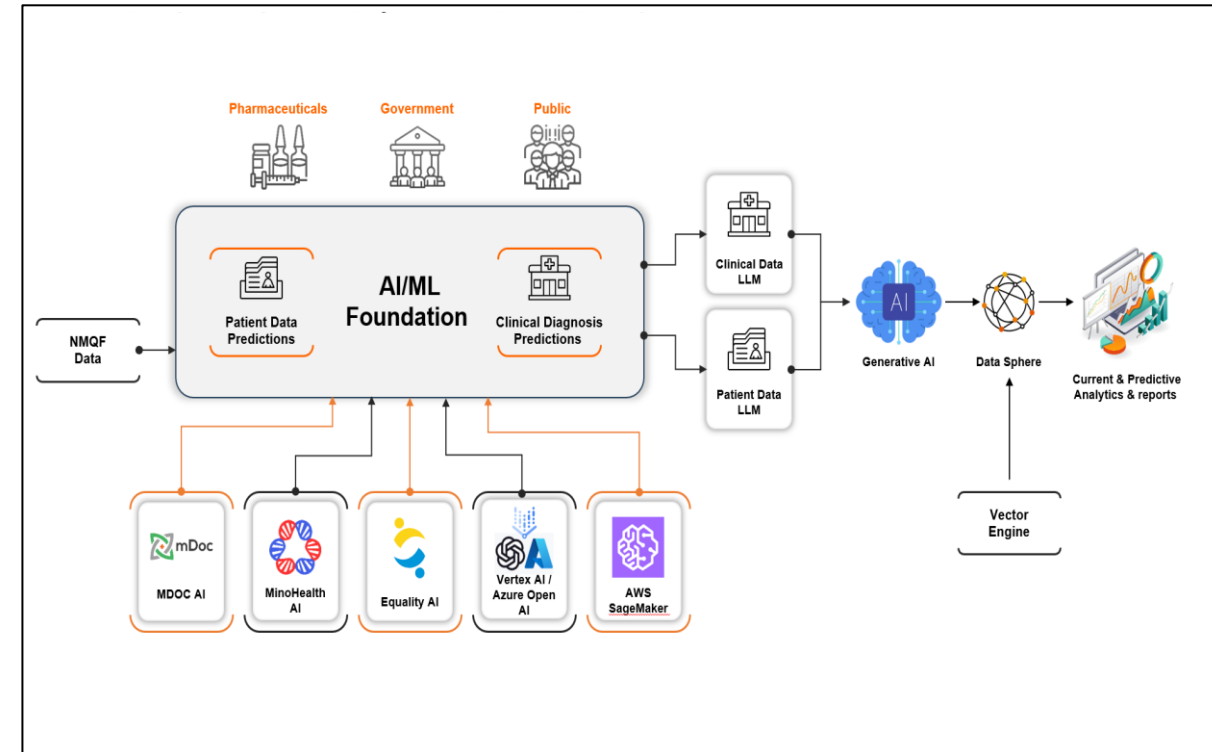 Pharmaceuticals
Government
Public
NMQF
Data
Patient Data
Predictions
AI/ML
Foundation
Clinical Diagnosis
Predictions
Clinical Data
LLM
Patient Data
LLM
AI
Generative AI
Data Sphere
Current & Predictive
Analytics & reports
Vector
Engine
mDoc
MDOC AI
MinoHealth
AI
Equality AI
Vertex AI /
Azure Open
AI
AWS
SageMaker